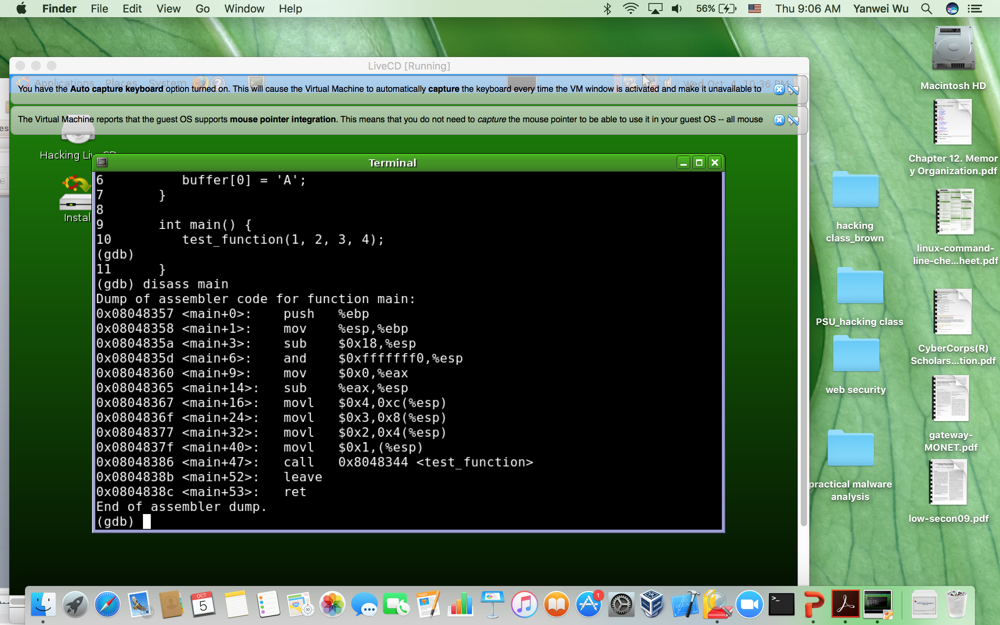 Finder File Edit View Go Window Help 56% Thu 9:06 AM Yanwei Wu
LiveCD [Running]
Applications Places System Wed Oct 4, 10:36 PM
You have the Auto capture keyboard option turned on. This will cause the Virtual Machine to automatically capture the keyboard every time the VM window is activated and make it unavailable to
The Virtual Machine reports that the guest OS supports mouse pointer integration. This means that you do not need to capture the mouse pointer to be able to use it in your guest OS -- all mouse
Hacking Live CD
Instal
Terminal
6 buffer[0] = 'A';
7 }
8
9 int main() {
10 test_function(1, 2, 3, 4);
(gdb)
11 }
(gdb) disass main
Dump of assembler code for function main:
0x08048357 <main+0>: push %ebp
0x08048358 <main+1>: mov %esp,%ebp
0x0804835a <main+3>: sub $0x18,%esp
0x0804835d <main+6>: and $0xfffffff0,%esp
0x08048360 <main+9>: mov $0x0,%eax
0x08048365 <main+14>: sub %eax,%esp
0x08048367 <main+16>: movl $0x4,0xc(%esp)
0x0804836f <main+24>: movl $0x3,0x8(%esp)
0x08048377 <main+32>: movl $0x2,0x4(%esp)
0x0804837f <main+40>: movl $0x1,(%esp)
0x08048386 <main+47>: call 0x8048344 <test_function>
0x0804838b <main+52>: leave
0x0804838c <main+53>: ret
End of assembler dump.
(gdb)
Macintosh HD
Chapter 12. Memor
y Organization.pdf
hacking
class_brown
linux-command-
line-che...heet.pdf
PSU_hacking class
CyberCorps(R)
Scholars...tion.pdf
web security
gateway-
MONET.pdf
practical malware
analysis
low-secon09.pdf
OCT
5
PAGES
280
3D
1
>_